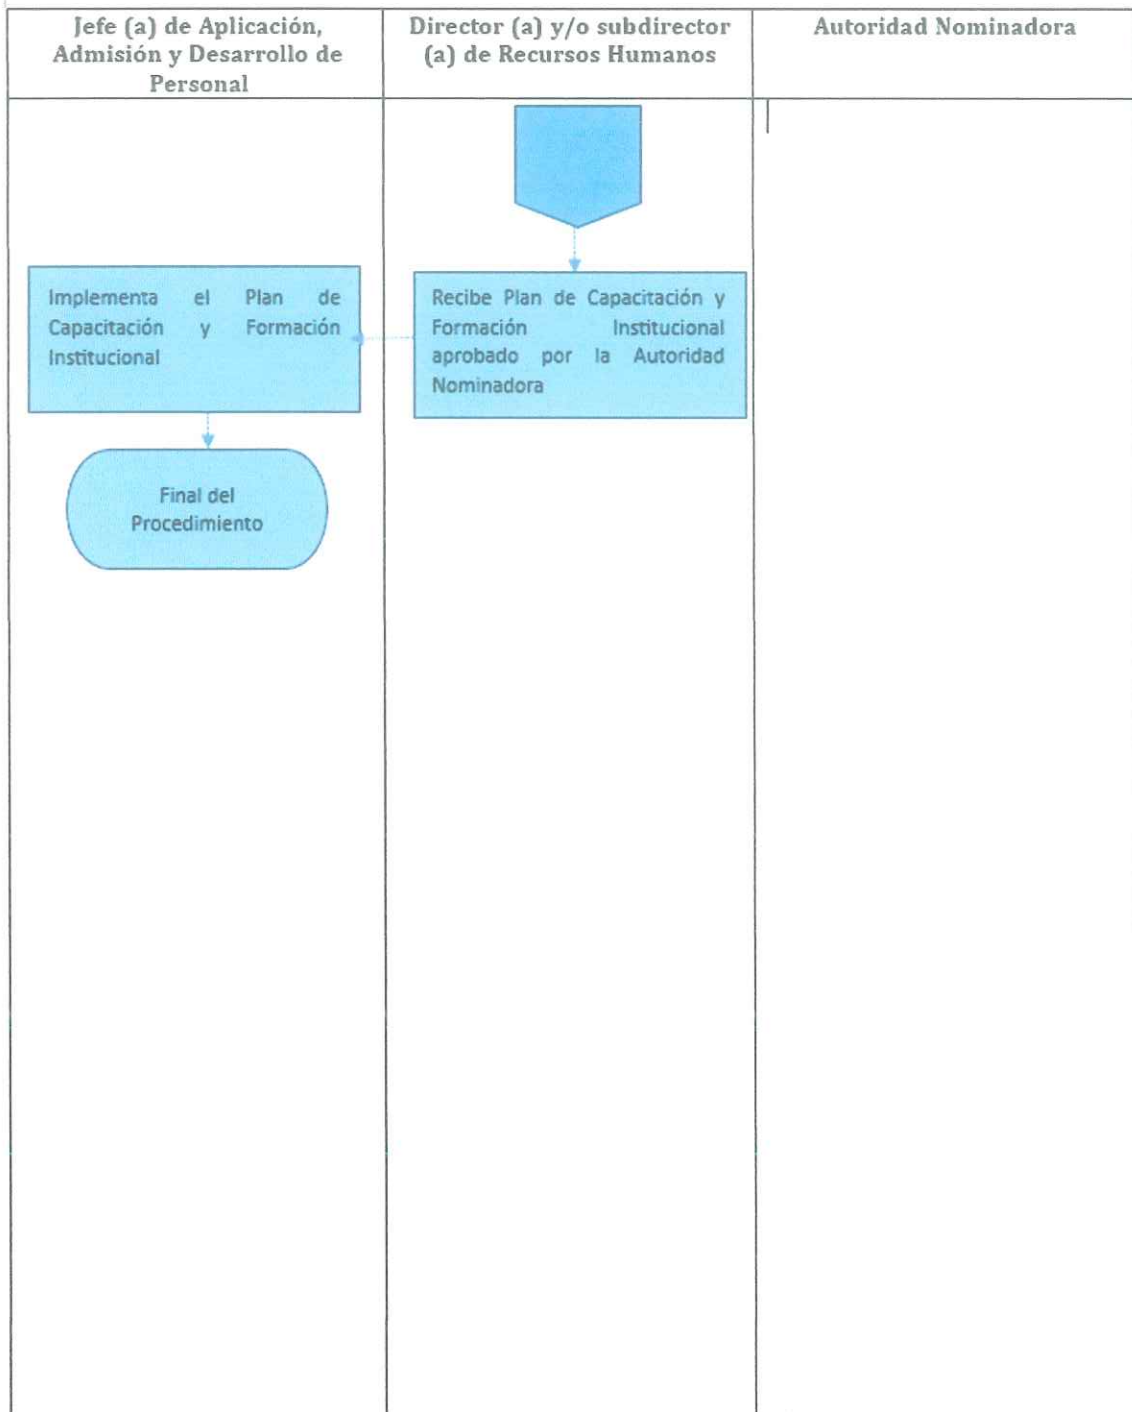 Jefe (a) de Aplicación,
Admisión y Desarrollo de
Personal
Director (a) y/o subdirector
(a) de Recursos Humanos
Autoridad Nominadora
Recibe Plan de Capacitación y
Formación Institucional
aprobado por la Autoridad
Nominadora
Implementa el Plan de
Capacitación y Formación
Institucional
Final del
Procedimiento